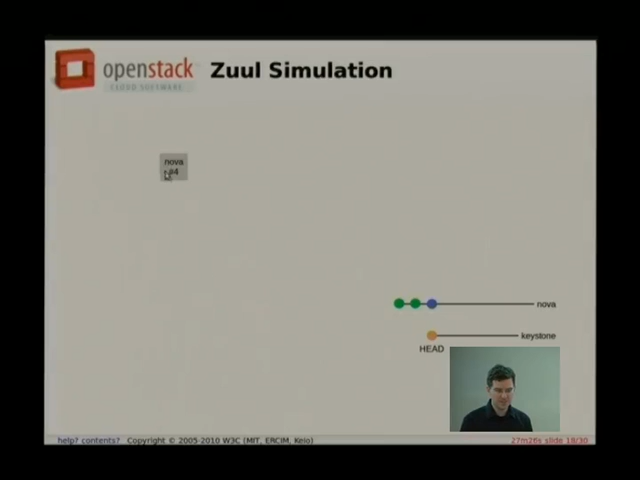 openstack
CLOUD SOFTWARE
Zuul Simulation
nova
nova
keystone
HEAD
help? contents? Copyright © 2005-2010 W3C (MIT, ERCIM, Keio)
27m26s slide 18/30